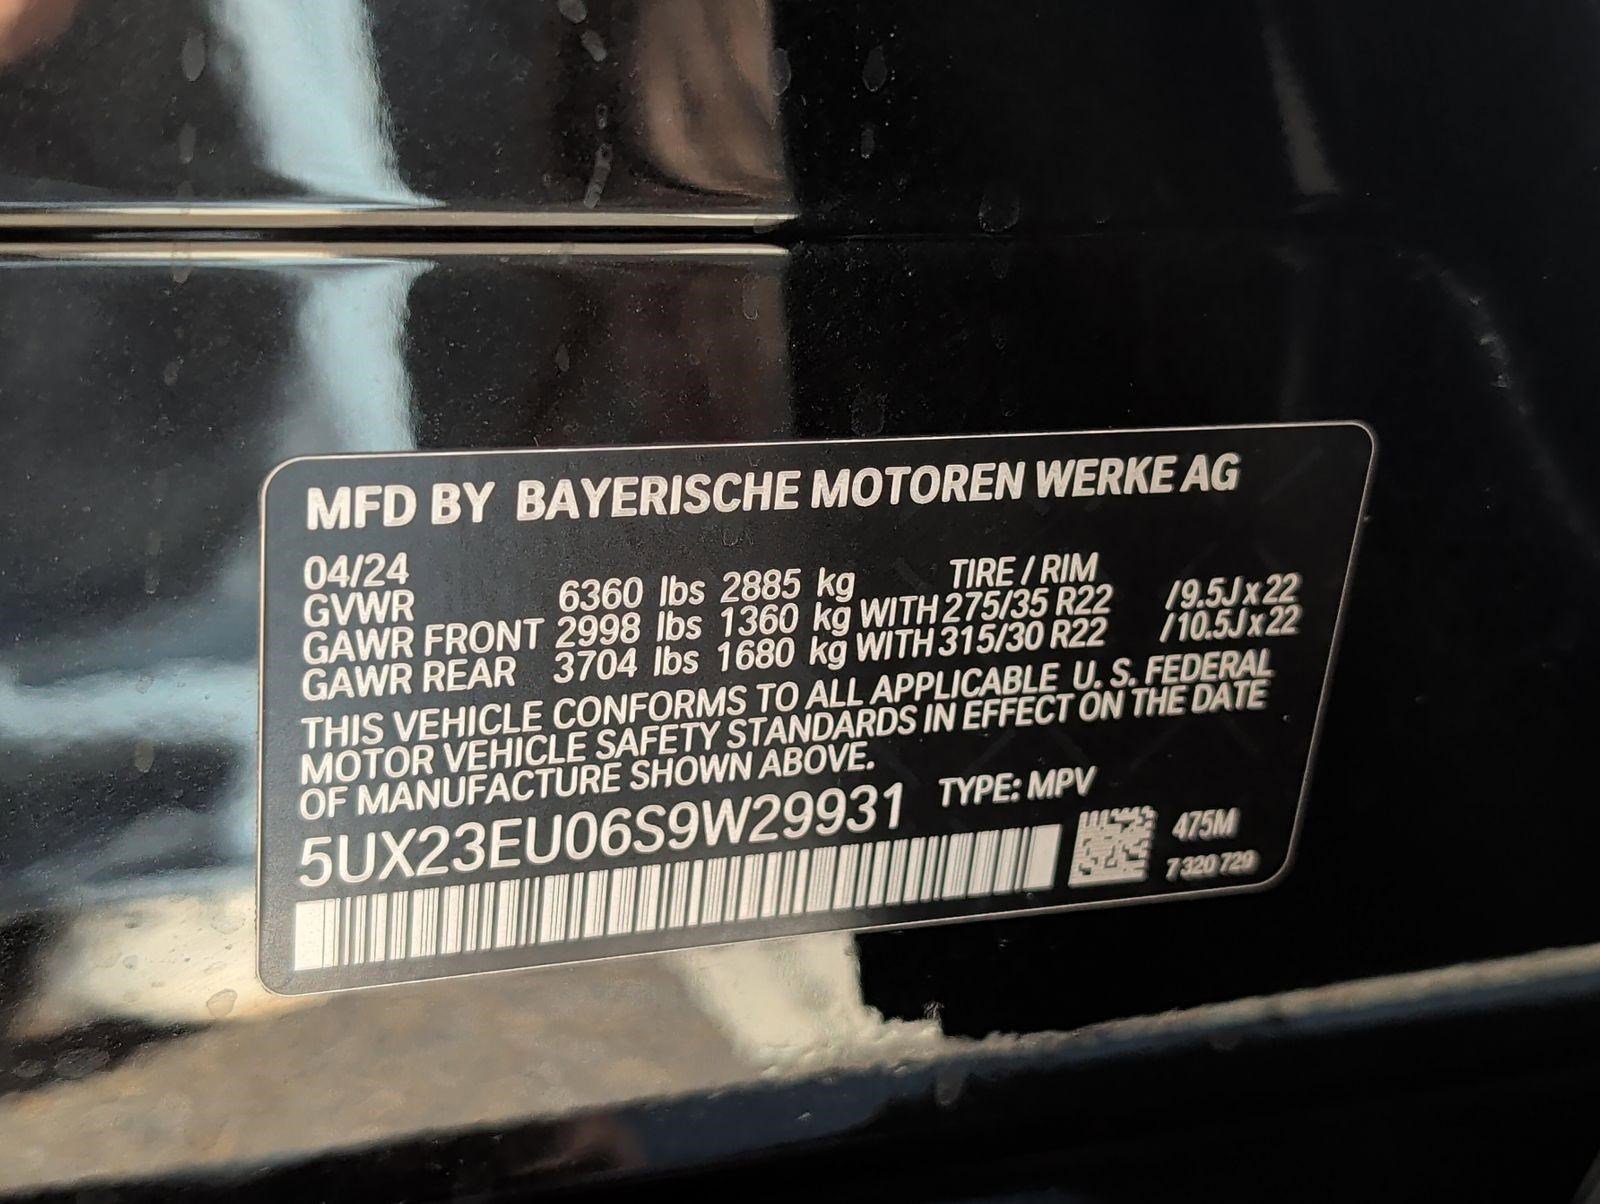 MFD BY BAYERISCHE MOTOREN WERKE AG
04/24 TIRE / RIM
GVWR 6360 lbs 2885 kg
GAWR FRONT 2998 lbs 1360 kg WITH 275/35 R22 /9.5J x 22
GAWR REAR 3704 lbs 1680 kg WITH 315/30 R22 /10.5J x 22
THIS VEHICLE CONFORMS TO ALL APPLICABLE U. S. FEDERAL
MOTOR VEHICLE SAFETY STANDARDS IN EFFECT ON THE DATE
OF MANUFACTURE SHOWN ABOVE.
5UX23EU06S9W29931 TYPE: MPV
475M
7 320 729